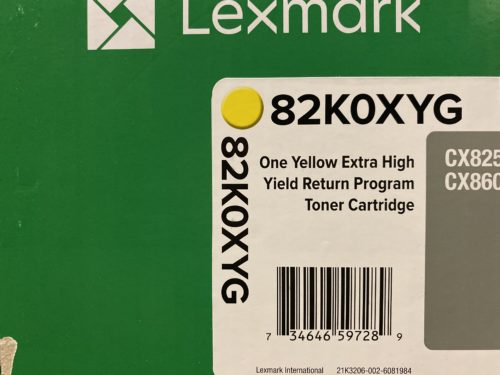 Lexmark
82K0XYG
82K0XYG
One Yellow Extra High
Yield Return Program
Toner Cartridge
CX825
CX860
7 34646 59728 9
Lexmark International 21K3206-002-6081984